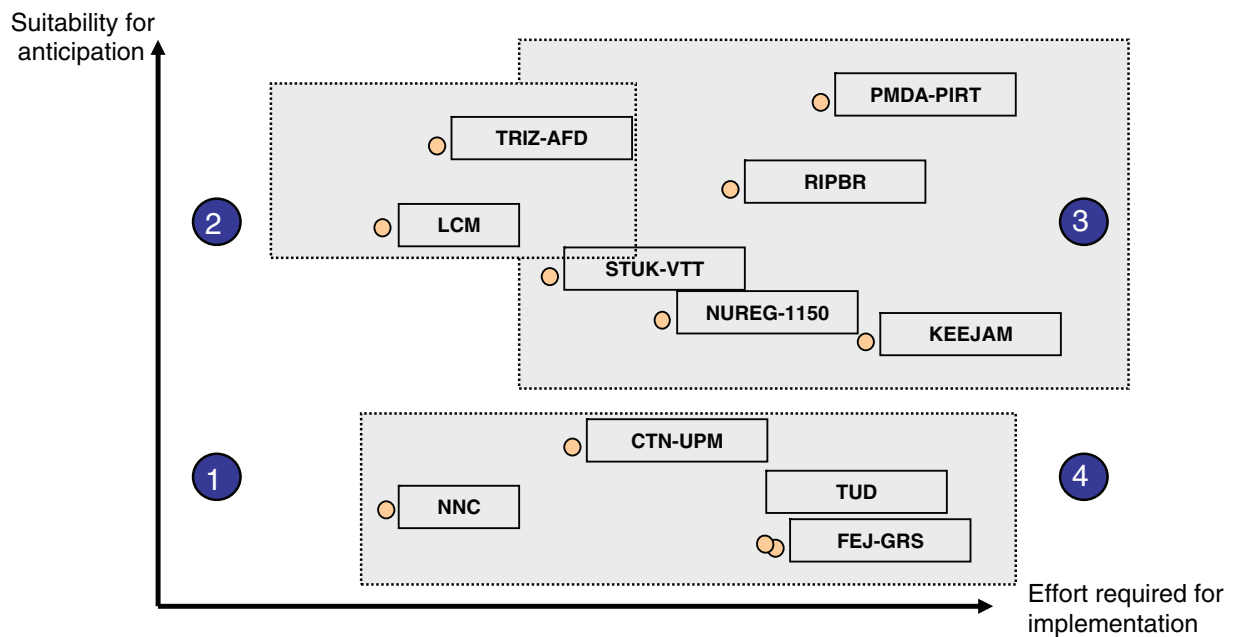 Suitability for
anticipation
PMDA-PIRT
TRIZ-AFD
RIPBR
2
LCM
3
STUK-VTT
NUREG-1150
KEEJAM
CTN-UPM
1
TUD
4
NNC
FEJ-GRS
Effort required for
implementation